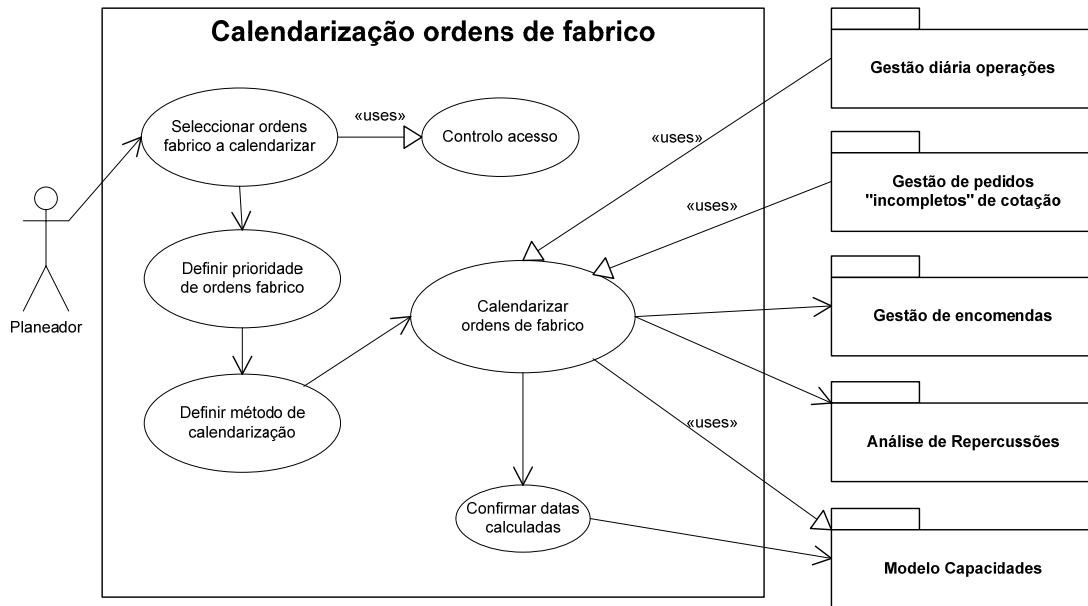 Calendarização ordens de fabrico
Seleccionar ordens
fabrico a calendarizar
«uses»
Controlo acesso
Planeador
Definir prioridade
de ordens fabrico
Definir método de
calendarização
Calendarizar
ordens de fabrico
Confirmar datas
calculadas
«uses»
«uses»
«uses»
Gestão diária operações
Gestão de pedidos
"incompletos" de cotação
Gestão de encomendas
Análise de Repercussões
Modelo Capacidades